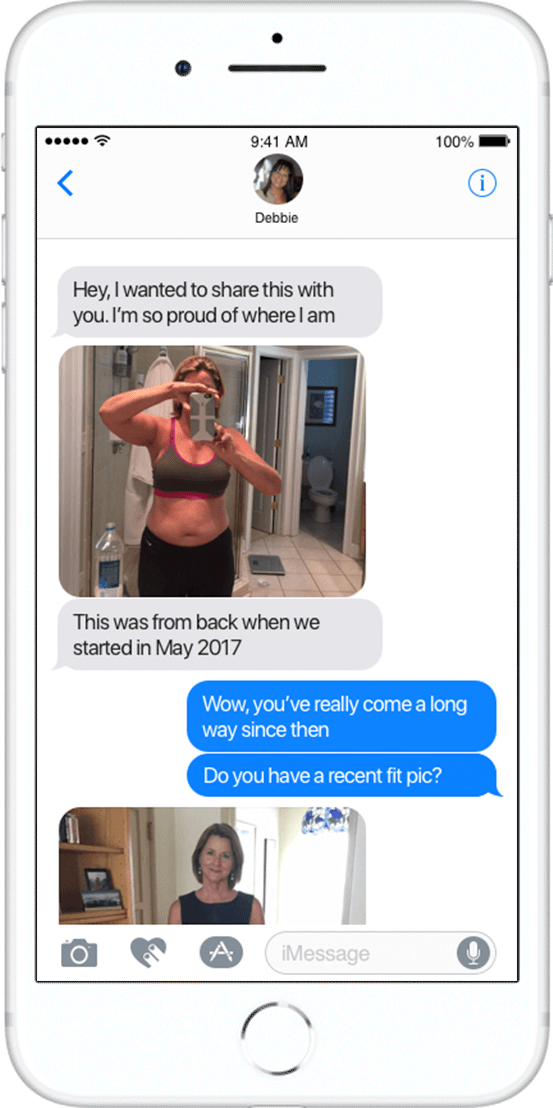 9:41 AM
100%
Debbie
Hey, I wanted to share this with
you. I’m so proud of where I am
This was from back when we
started in May 2017
Wow, you’ve really come a long
way since then
Do you have a recent fit pic?
iMessage